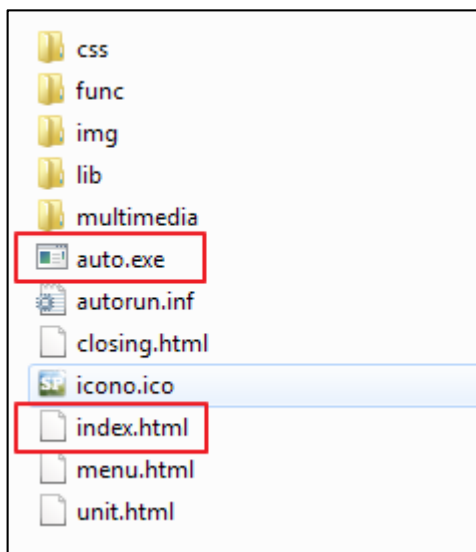 css
func
img
lib
multimedia
auto.exe
autorun.inf
closing.html
SP icono.ico
index.html
menu.html
unit.html